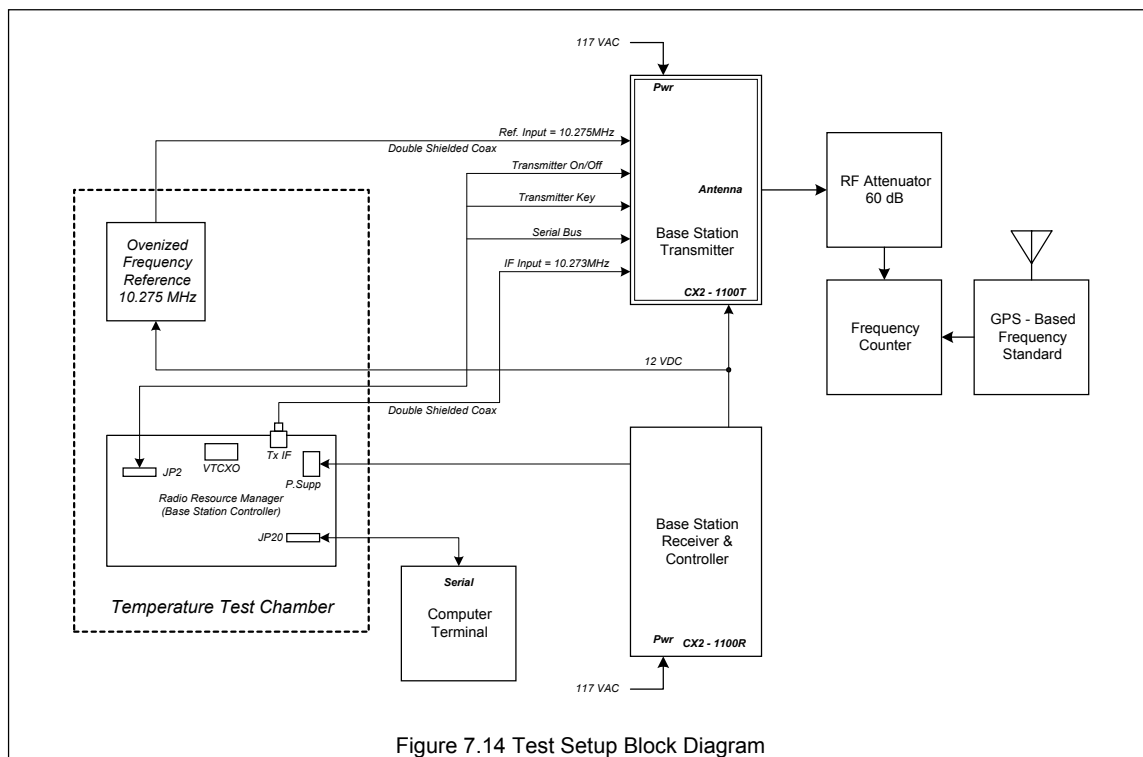 117 VAC
Pwr
Ref. Input = 10.275MHz
Double Shielded Coax
Transmitter On/Off
Transmitter Key
Serial Bus
IF Input = 10.273MHz
Antenna
Base Station
Transmitter
CX2 - 1100T
RF Attenuator
60 dB
Frequency
Counter
GPS - Based
Frequency
Standard
Ovenized
Frequency
Reference
10.275 MHz
12 VDC
Double Shielded Coax
Tx IF
VTCXO
JP2
P.Supp
Radio Resource Manager
(Base Station Controller)
JP20
Temperature Test Chamber
Serial
Computer
Terminal
Base Station
Receiver &
Controller
Pwr
CX2 - 1100R
117 VAC
Figure 7.14 Test Setup Block Diagram